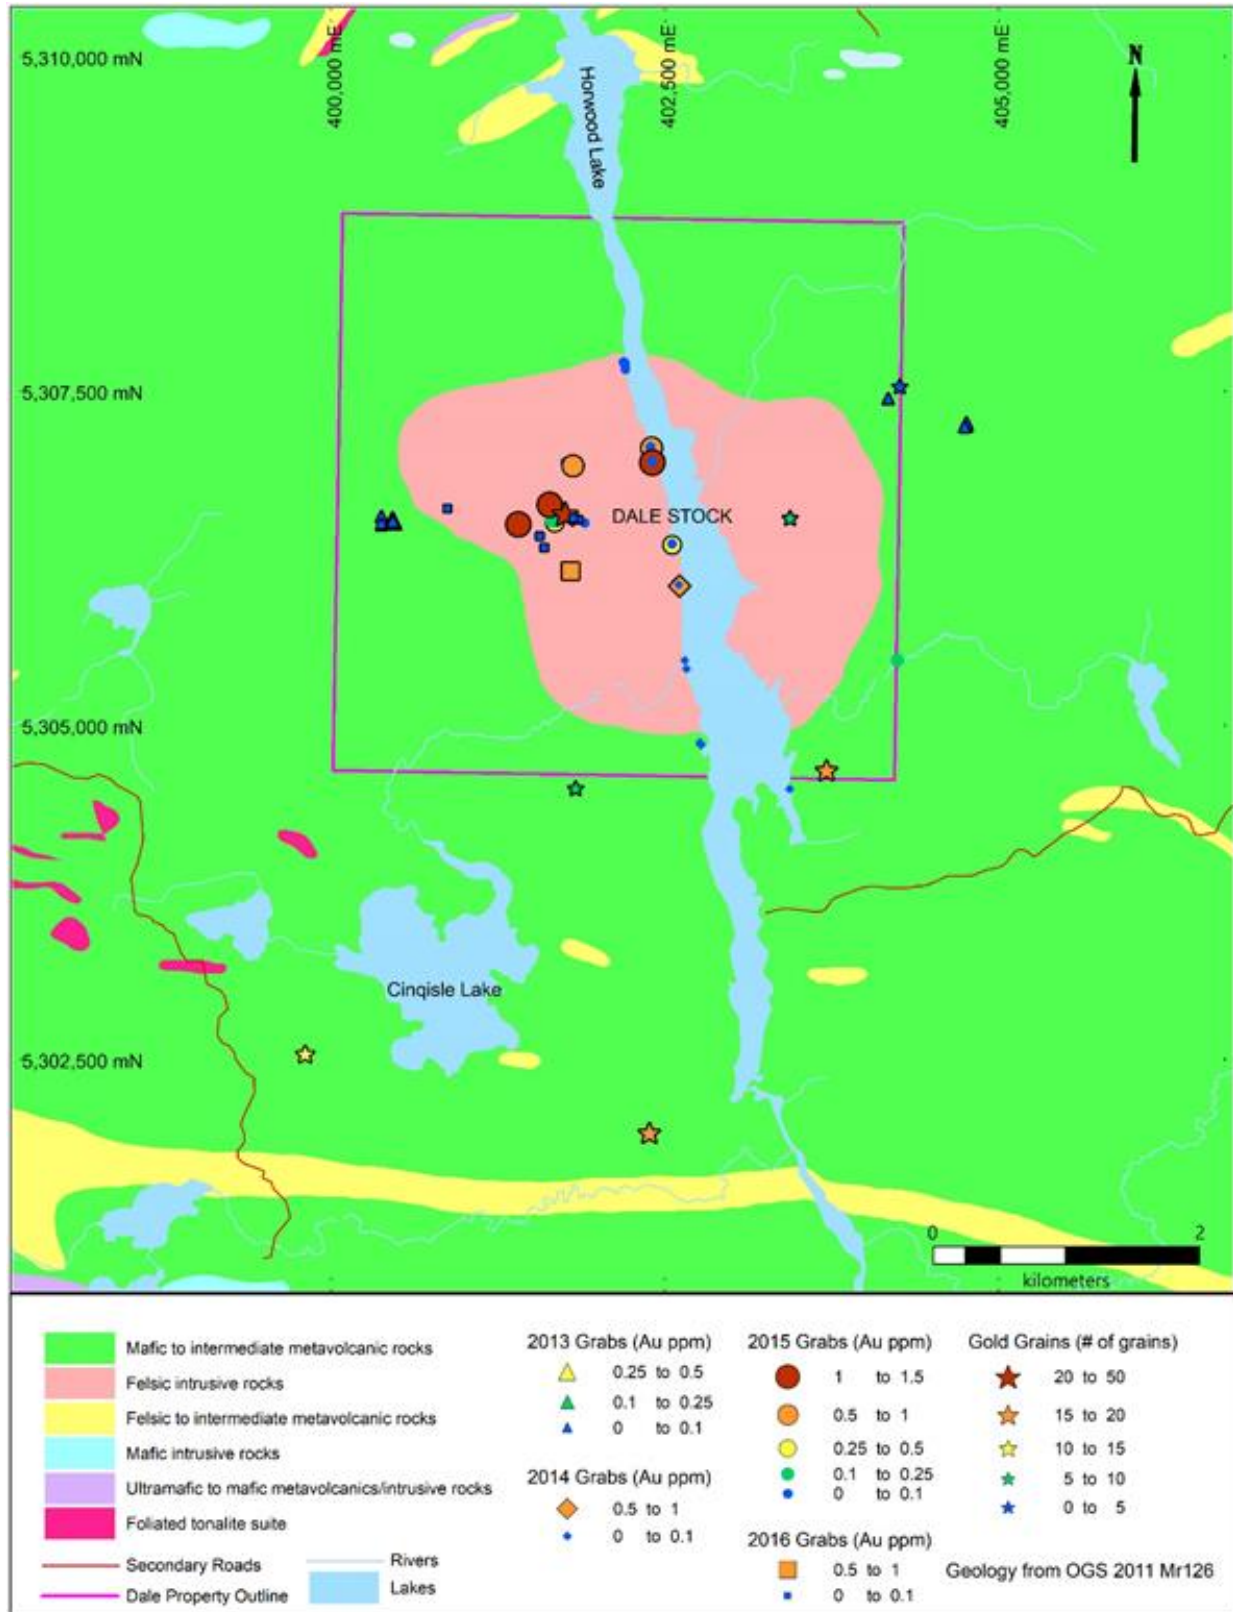 5,310,000 mN
400,000 mE
402,500 mE
405,000 mE
N
Horwood Lake
5,307,500 mN
DALE STOCK
5,305,000 mN
Cinqisle Lake
5,302,500 mN
0 2
kilometers
Mafic to intermediate metavolcanic rocks
Felsic intrusive rocks
Felsic to intermediate metavolcanic rocks
Mafic intrusive rocks
Ultramafic to mafic metavolcanics/intrusive rocks
Foliated tonalite suite
Secondary Roads
Dale Property Outline
Rivers
Lakes
2013 Grabs (Au ppm)
0.25 to 0.5
0.1 to 0.25
0 to 0.1
2014 Grabs (Au ppm)
0.5 to 1
0 to 0.1
2015 Grabs (Au ppm)
1 to 1.5
0.5 to 1
0.25 to 0.5
0.1 to 0.25
0 to 0.1
2016 Grabs (Au ppm)
0.5 to 1
0 to 0.1
Gold Grains (# of grains)
20 to 50
15 to 20
10 to 15
5 to 10
0 to 5
Geology from OGS 2011 Mr126